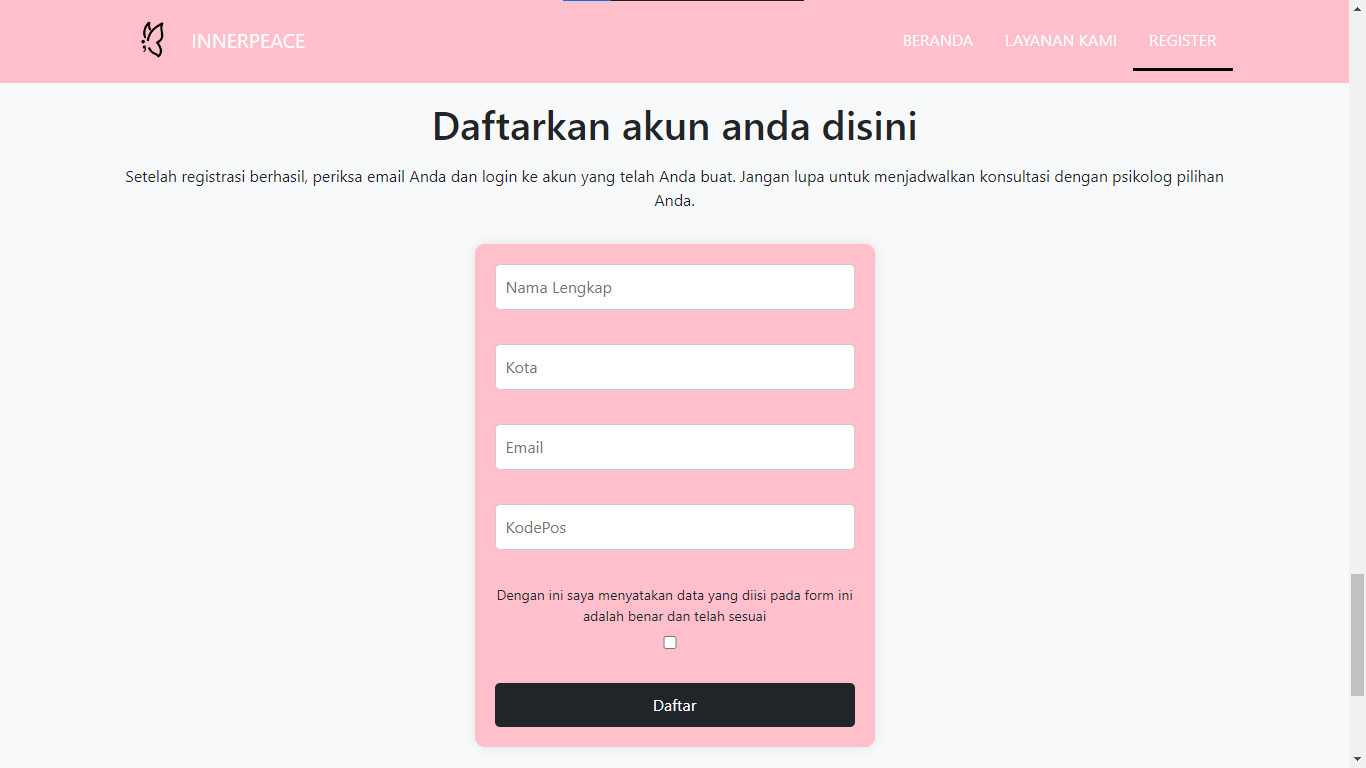 INNERPEACE
BERANDA
LAYANAN KAMI
REGISTER
Daftarkan akun anda disini
Setelah registrasi berhasil, periksa email Anda dan login ke akun yang telah Anda buat. Jangan lupa untuk menjadwalkan konsultasi dengan psikolog pilihan
Anda.
Nama Lengkap
Kota
Email
KodePos
Dengan ini saya menyatakan data yang diisi pada form ini
adalah benar dan telah sesuai
Daftar